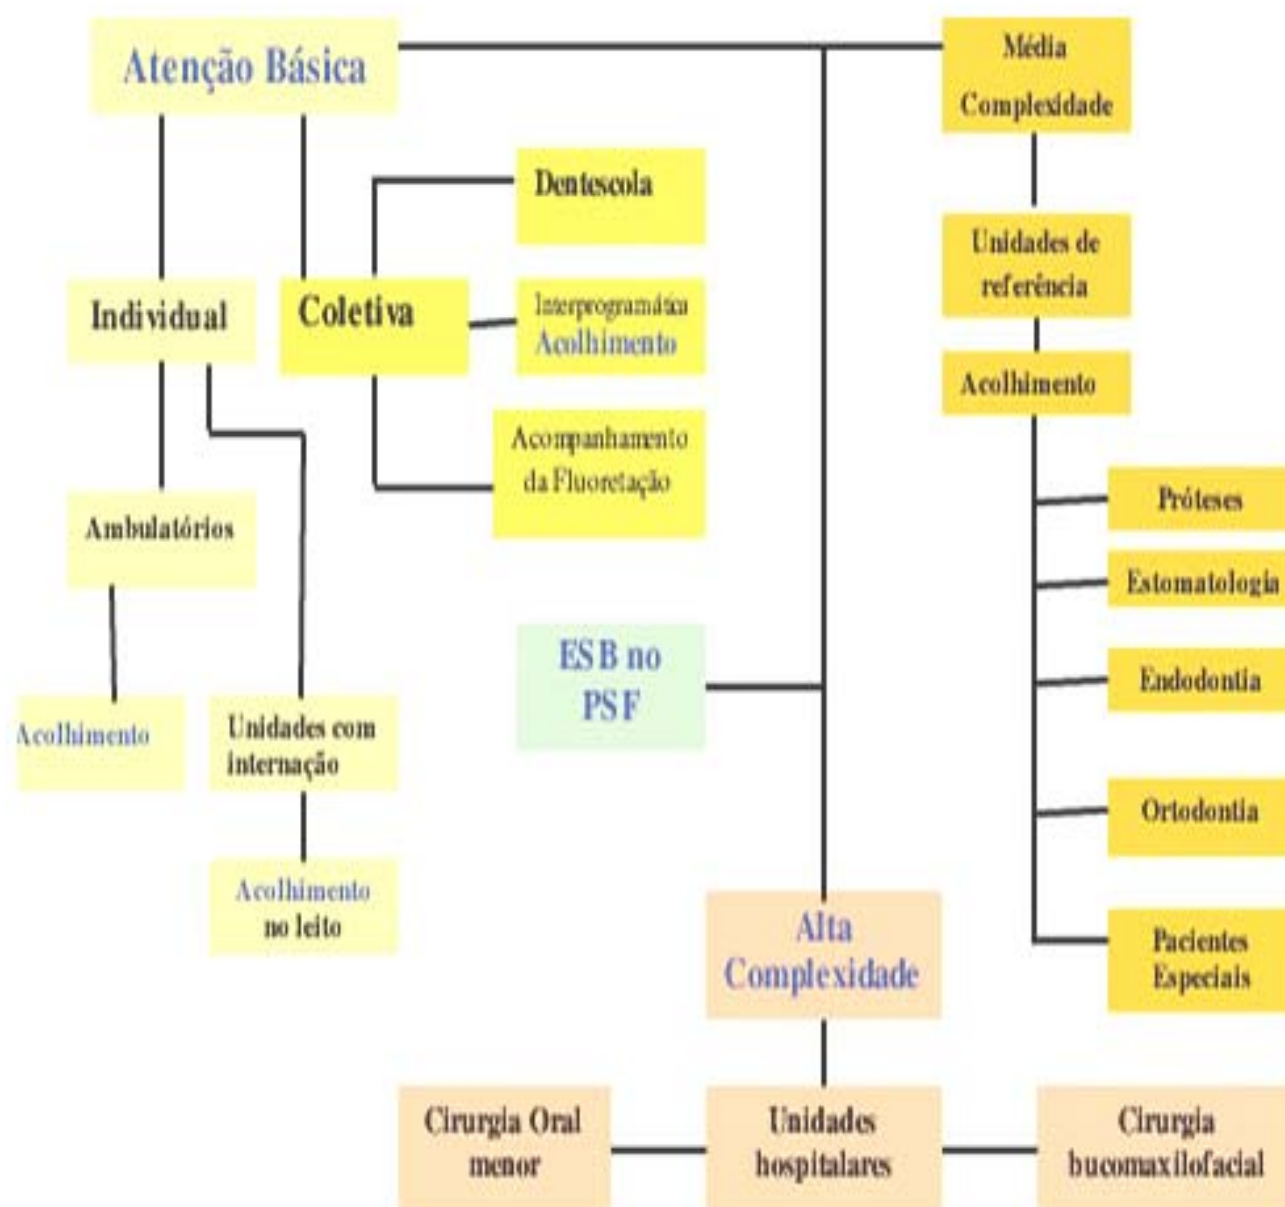 Atenção Básica
Média
Complexidade
Dentescola
Unidades de
referência
Individual
Coletiva
Interprogramática
Acolhimento
Acolhimento
Acompanhamento
da Fluoretação
Ambulatórios
Próteses
Estomatologia
ESB no
PSF
Endodontia
Acolhimento
Unidades com
internação
Ortodontia
Acolhimento
no leito
Alta
Complexidade
Pacientes
Especiais
Cirurgia Oral
menor
Unidades
hospitalares
Cirurgia
bucomaxilofacial